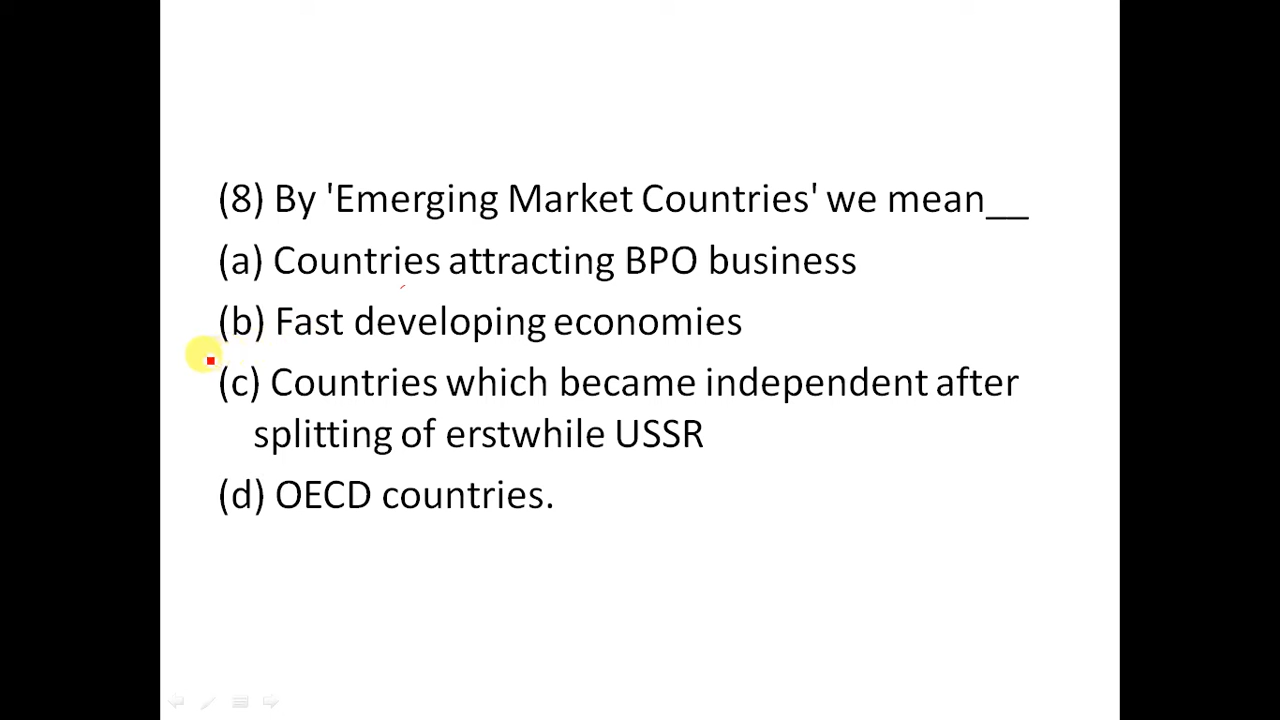 (8) By 'Emerging Market Countries' we mean__
(a) Countries attracting BPO business
(b) Fast developing economies
(c) Countries which became independent after
splitting of erstwhile USSR
(d) OECD countries.